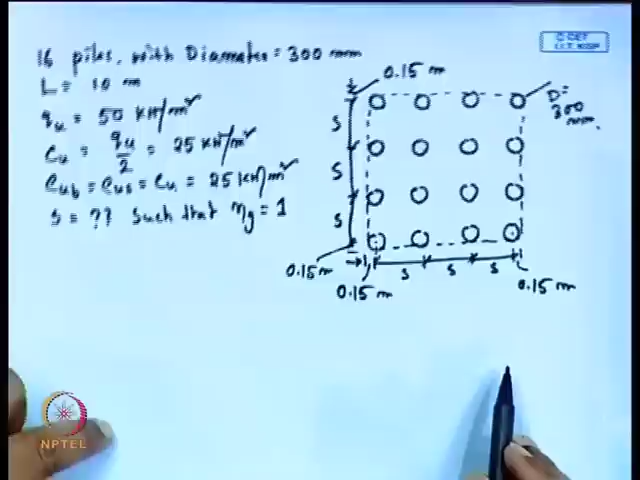 16 piles, with Diameter = 300 mm
L = 10 m
qu = 50 kN/m²
Cu = qu/2 = 25 kN/m²
Cub = Cus = Cu = 25 kN/m²
s = ?? Such that ηg = 1
0.15 m
D = 300 mm.
s
s
s
0.15 m
0.15 m
s
s
s
0.15 m
© CET
I.I.T. KGP
NPTEL